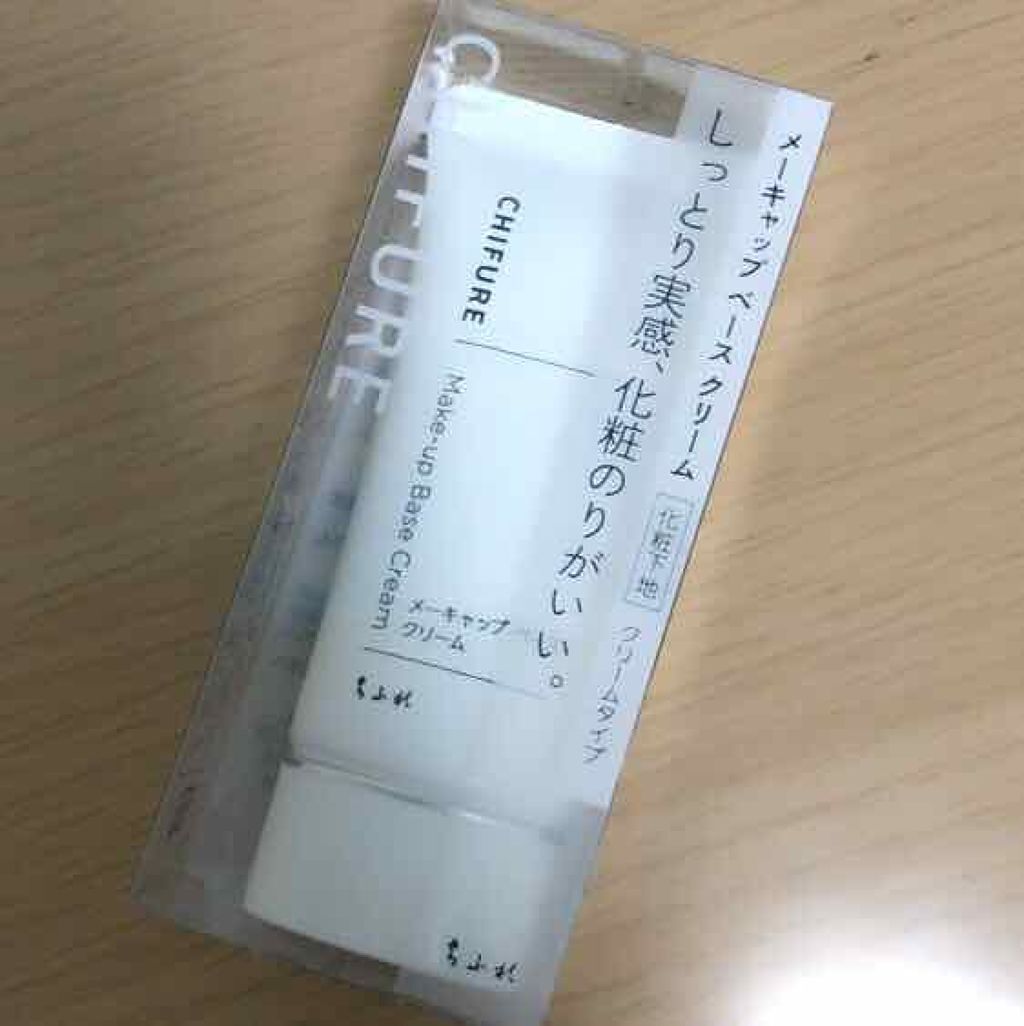 メーキャップ ベース クリーム 化粧下地 クリームタイプ
しっとり実感、化粧のりがいい。
CHIFURE
CHIFURE
Make-up Base Cream
メーキャップ
クリーム
ちふれ
ちふれ